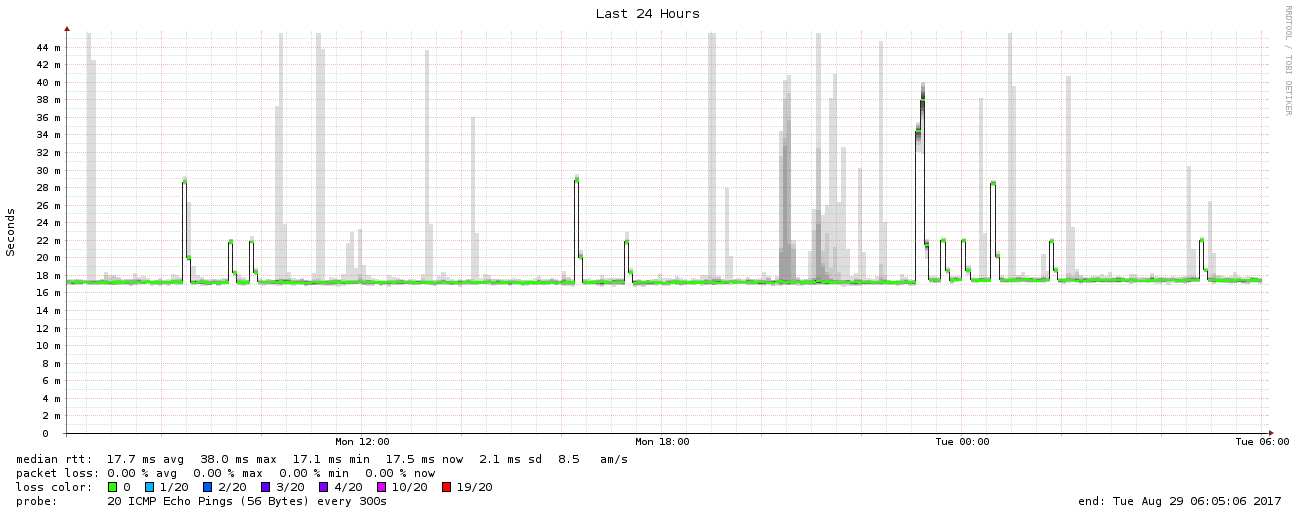 Last 24 Hours
RRDTOOL / TOBI OETIKER
Seconds
44 m
42 m
40 m
38 m
36 m
34 m
32 m
30 m
28 m
26 m
24 m
22 m
20 m
18 m
16 m
14 m
12 m
10 m
8 m
6 m
4 m
2 m
0
Mon 12:00 Mon 18:00 Tue 00:00 Tue 06:00
median rtt: 17.7 ms avg 38.0 ms max 17.1 ms min 17.5 ms now 2.1 ms sd 8.5 am/s
packet loss: 0.00 % avg 0.00 % max 0.00 % min 0.00 % now
loss color: 0 1/20 2/20 3/20 4/20 10/20 19/20
probe: 20 ICMP Echo Pings (56 Bytes) every 300s end: Tue Aug 29 06:05:06 2017